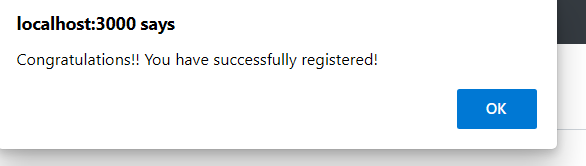 localhost:3000 says
Congratulations!! You have successfully registered!
OK